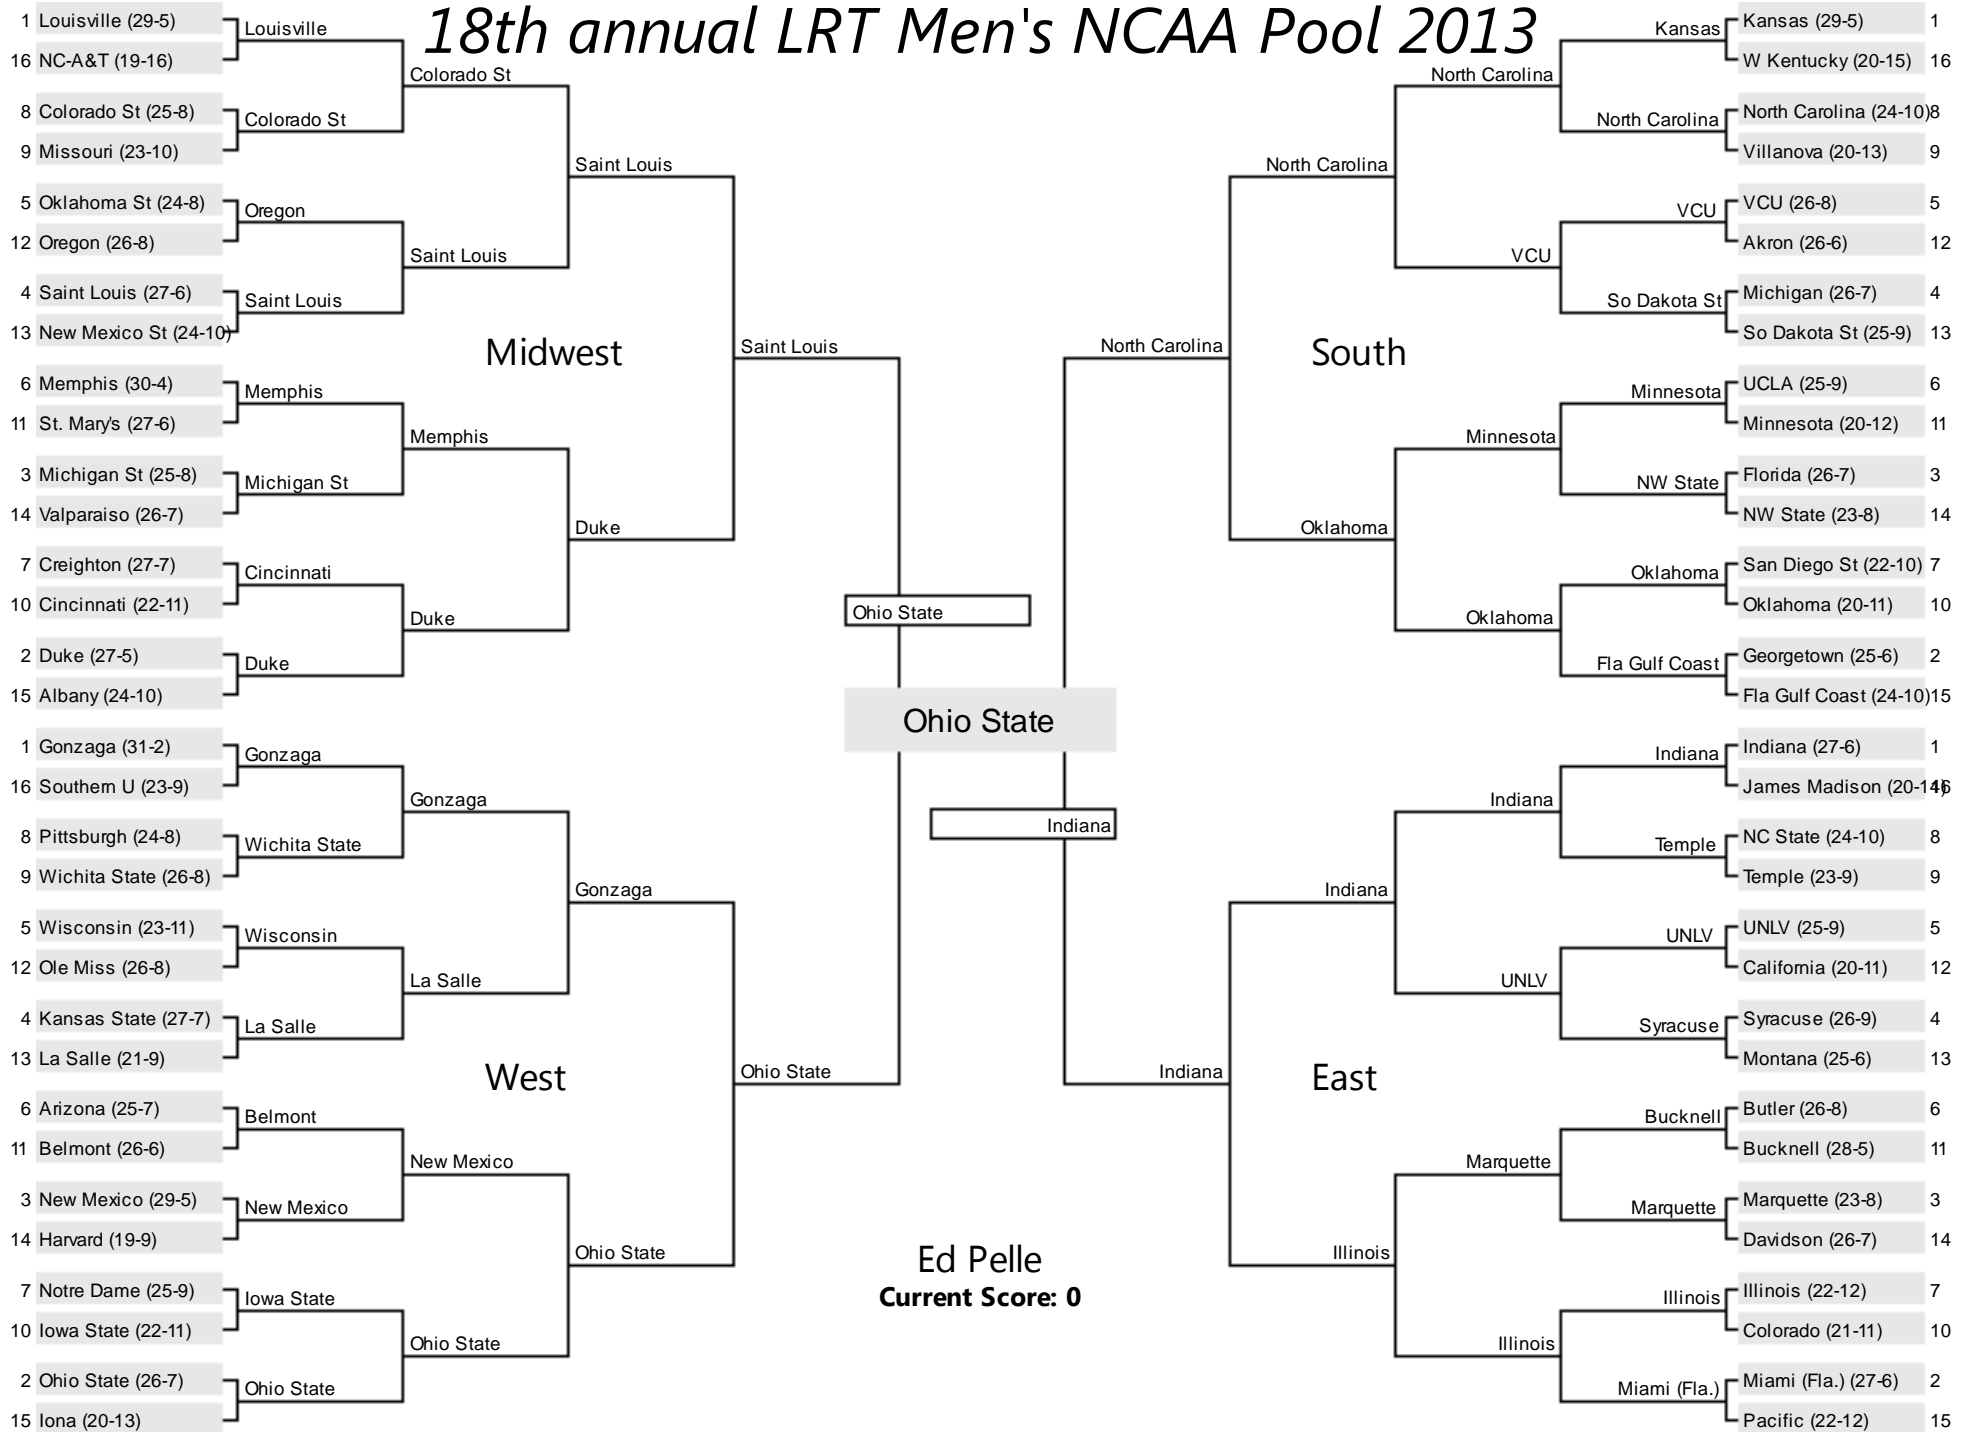 18th annual LRT Men's NCAA Pool 2013
1 Louisville (29-5)
16 NC-A&T (19-16)
8 Colorado St (25-8)
9 Missouri (23-10)
5 Oklahoma St (24-8)
12 Oregon (26-8)
4 Saint Louis (27-6)
13 New Mexico St (24-10)
6 Memphis (30-4)
11 St. Mary's (27-6)
3 Michigan St (25-8)
14 Valparaiso (26-7)
7 Creighton (27-7)
10 Cincinnati (22-11)
2 Duke (27-5)
15 Albany (24-10)
Louisville
Colorado St
Oregon
Saint Louis
Memphis
Michigan St
Cincinnati
Duke
Colorado St
Saint Louis
Memphis
Duke
Saint Louis
Duke
Saint Louis
Midwest
1 Gonzaga (31-2)
16 Southern U (23-9)
8 Pittsburgh (24-8)
9 Wichita State (26-8)
5 Wisconsin (23-11)
12 Ole Miss (26-8)
4 Kansas State (27-7)
13 La Salle (21-9)
6 Arizona (25-7)
11 Belmont (26-6)
3 New Mexico (29-5)
14 Harvard (19-9)
7 Notre Dame (25-9)
10 Iowa State (22-11)
2 Ohio State (26-7)
15 Iona (20-13)
Gonzaga
Wichita State
Wisconsin
La Salle
Belmont
New Mexico
Iowa State
Ohio State
Gonzaga
La Salle
New Mexico
Ohio State
Gonzaga
Ohio State
Ohio State
West
Ohio State
Ohio State
Indiana
Ed Pelle
Current Score: 0
Kansas (29-5) 1
W Kentucky (20-15) 16
North Carolina (24-10) 8
Villanova (20-13) 9
VCU (26-8) 5
Akron (26-6) 12
Michigan (26-7) 4
So Dakota St (25-9) 13
UCLA (25-9) 6
Minnesota (20-12) 11
Florida (26-7) 3
NW State (23-8) 14
San Diego St (22-10) 7
Oklahoma (20-11) 10
Georgetown (25-6) 2
Fla Gulf Coast (24-10) 15
Kansas
North Carolina
VCU
So Dakota St
Minnesota
NW State
Oklahoma
Fla Gulf Coast
North Carolina
VCU
Minnesota
Oklahoma
North Carolina
Oklahoma
North Carolina
South
Indiana (27-6) 1
James Madison (20-14) 16
NC State (24-10) 8
Temple (23-9) 9
UNLV (25-9) 5
California (20-11) 12
Syracuse (26-9) 4
Montana (25-6) 13
Butler (26-8) 6
Bucknell (28-5) 11
Marquette (23-8) 3
Davidson (26-7) 14
Illinois (22-12) 7
Colorado (21-11) 10
Miami (Fla.) (27-6) 2
Pacific (22-12) 15
Indiana
Temple
UNLV
Syracuse
Bucknell
Marquette
Illinois
Miami (Fla.)
Indiana
UNLV
Marquette
Illinois
Indiana
Illinois
Indiana
East